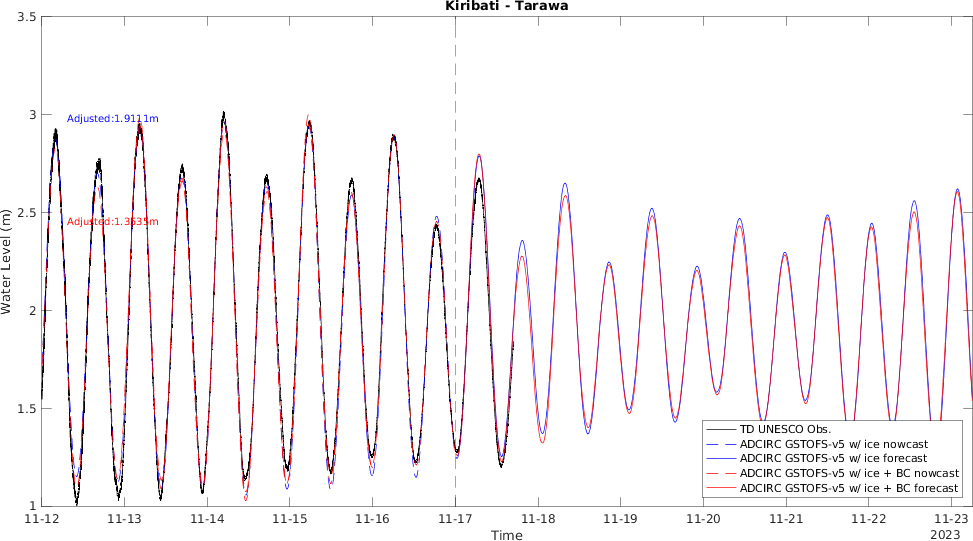 Kiribati - Tarawa
3.5
3
2.5
2
1.5
1
Water Level (m)
Adjusted:1.9111m
Adjusted:1.3635m
TD UNESCO Obs.
ADCIRC GSTOFS-v5 w/ ice nowcast
ADCIRC GSTOFS-v5 w/ ice forecast
ADCIRC GSTOFS-v5 w/ ice + BC nowcast
ADCIRC GSTOFS-v5 w/ ice + BC forecast
11-12 11-13 11-14 11-15 11-16 11-17 11-18 11-19 11-20 11-21 11-22 11-23
2023
Time